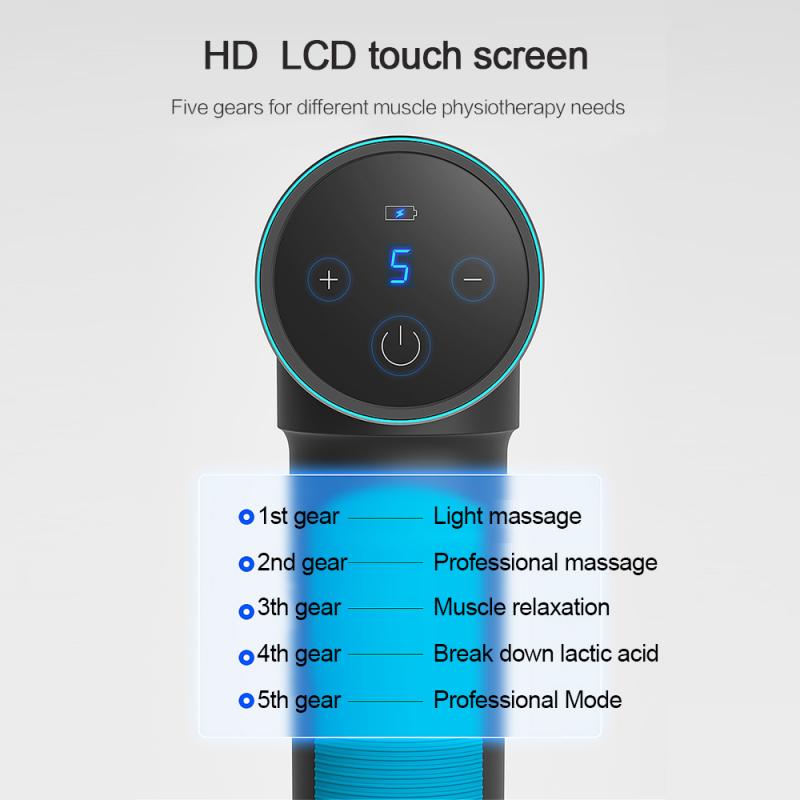 HD LCD touch screen
Five gears for different muscle physiotherapy needs
+ 5 −
1st gear Light massage
2nd gear Professional massage
3th gear Muscle relaxation
4th gear Break down lactic acid
5th gear Professional Mode